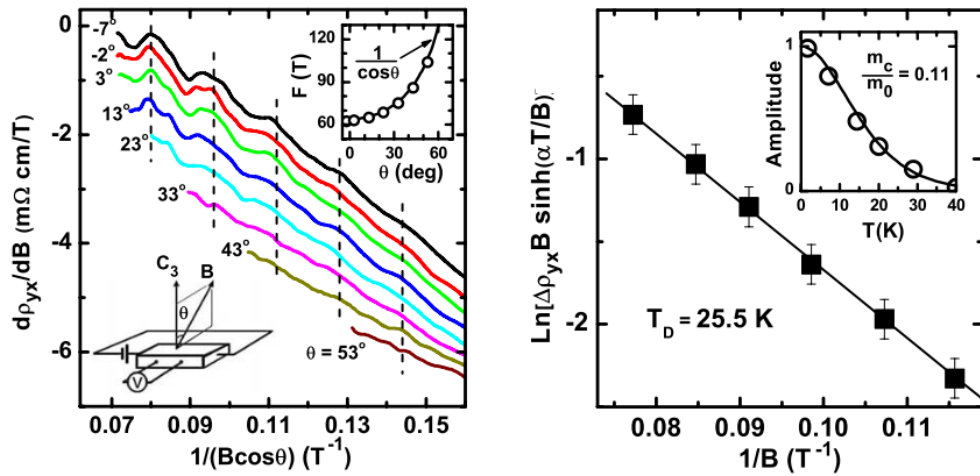 dρyx/dB (mΩ cm/T)
0
-2
-4
-6
-7°
-2°
3°
13°
23°
33°
43°
θ = 53°
F (T)
120
90
60
1
cosθ
0 30 60
θ (deg)
C3 B
θ
V
0.07 0.09 0.11 0.13 0.15
1/(Bcosθ) (T-1)
Ln[Δρyx B sinh(αT/B)]
-1
-2
TD = 25.5 K
Amplitude
1
0
mc
m0 = 0.11
0 10 20 30 40
T(K)
0.08 0.09 0.10 0.11
1/B (T-1)